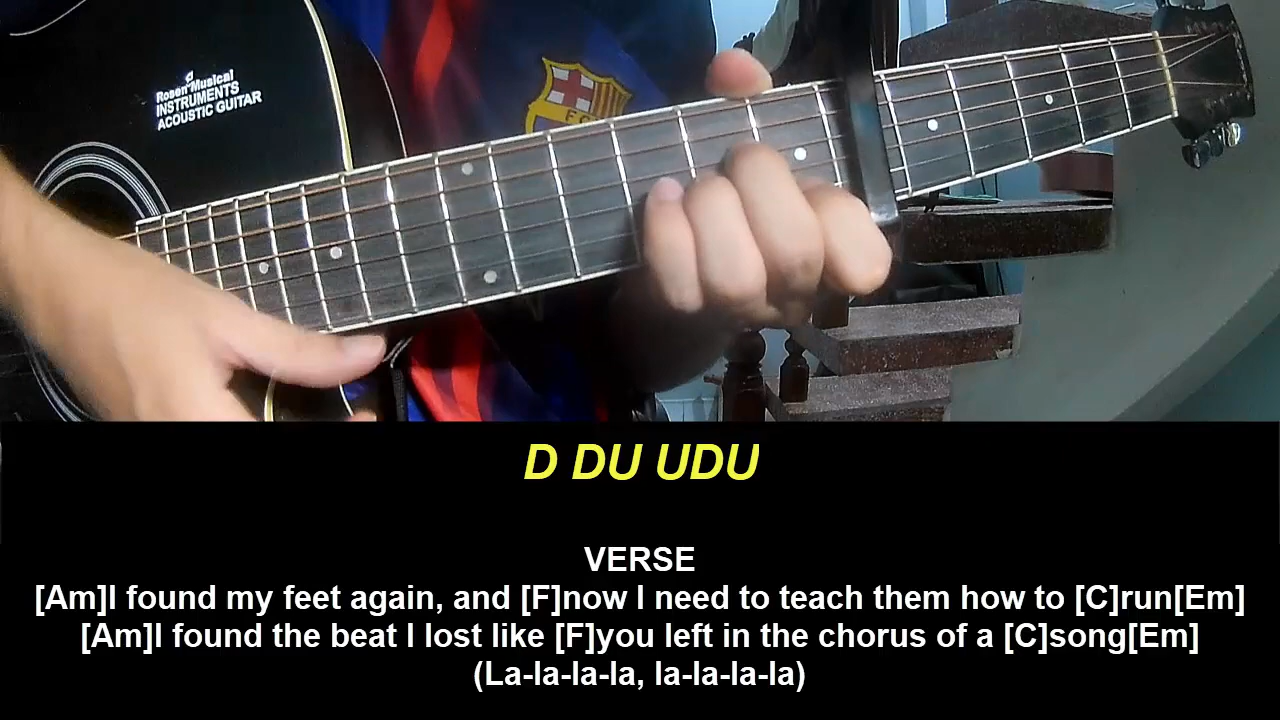 Rosen Musical
INSTRUMENTS
ACOUSTIC GUITAR
F C
D DU UDU
VERSE
[Am]I found my feet again, and [F]now I need to teach them how to [C]run[Em]
[Am]I found the beat I lost like [F]you left in the chorus of a [C]song[Em]
(La-la-la-la, la-la-la-la)